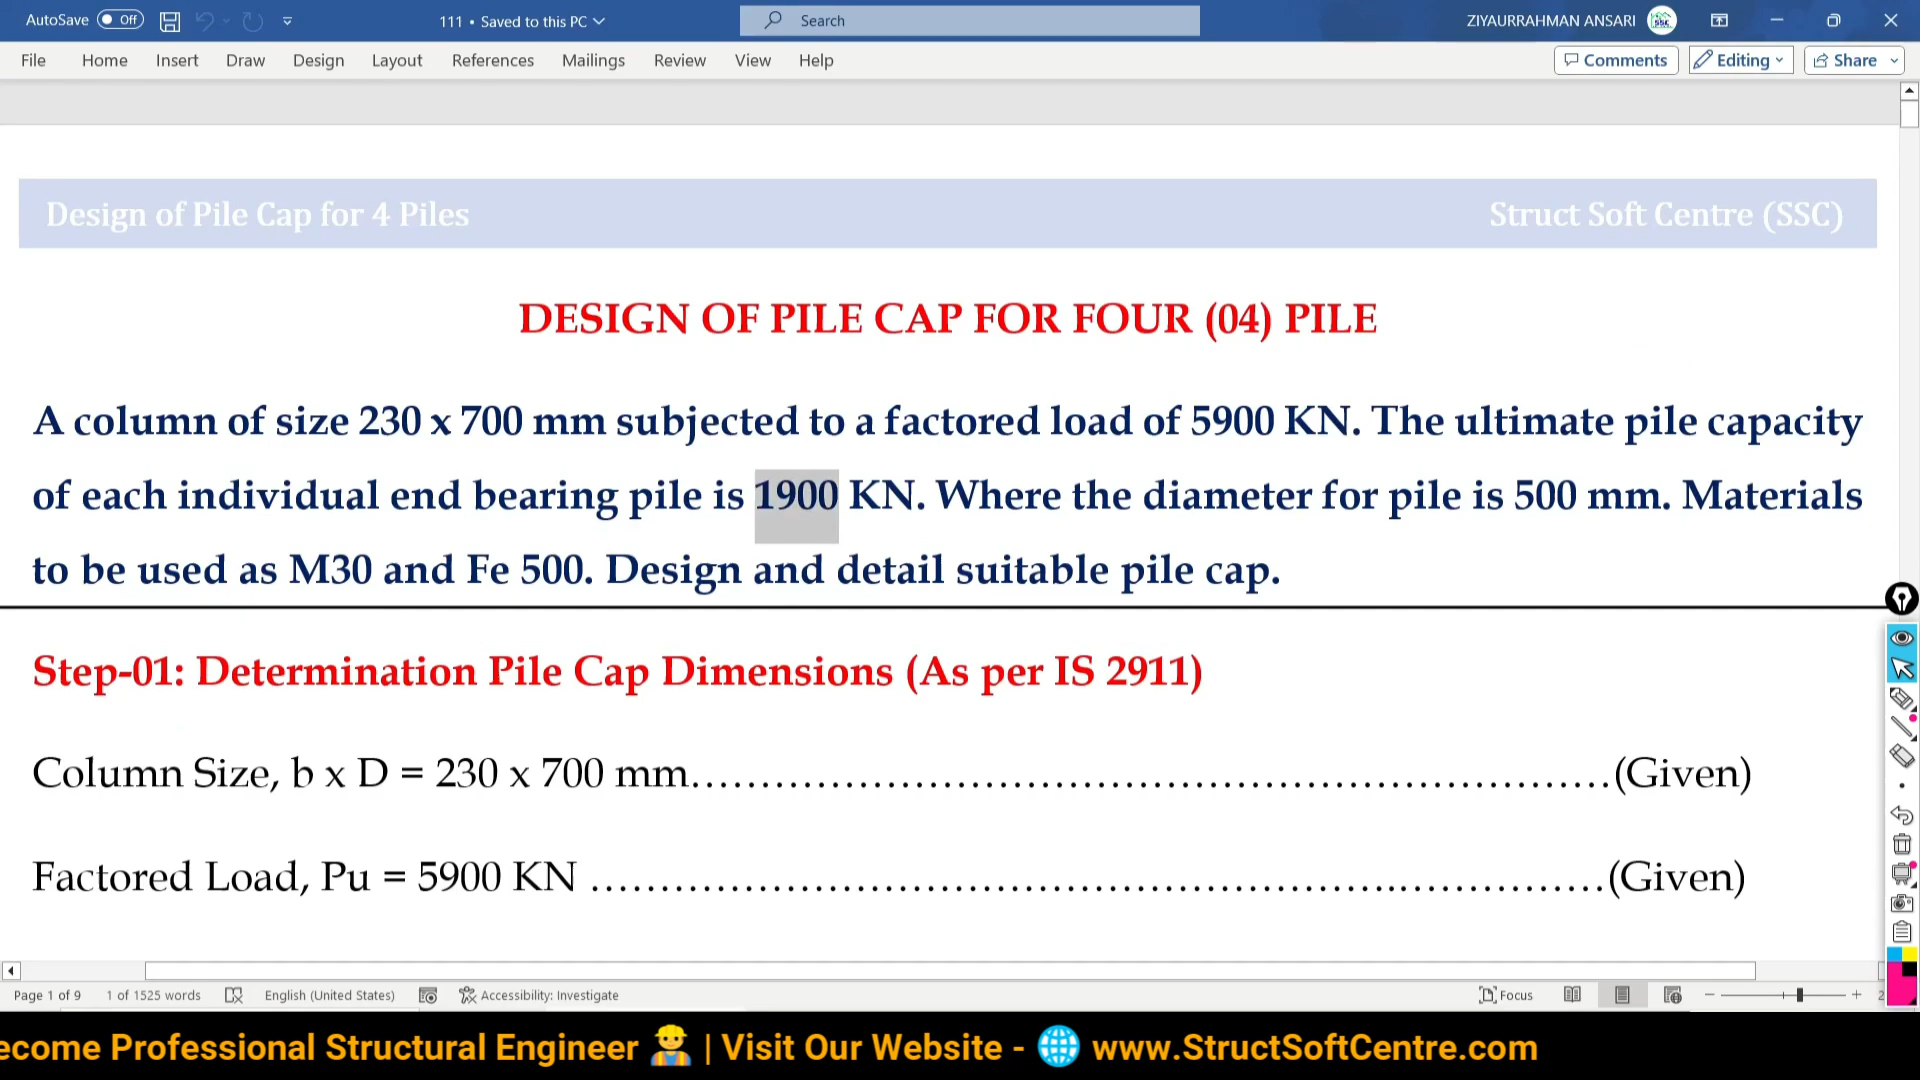 AutoSave Off 111 • Saved to this PC Search ZIYAURRAHMAN ANSARI SSC
File Home Insert Draw Design Layout References Mailings Review View Help Comments Editing Share
Design of Pile Cap for 4 Piles Struct Soft Centre (SSC)
DESIGN OF PILE CAP FOR FOUR (04) PILE
A column of size 230 x 700 mm subjected to a factored load of 5900 KN. The ultimate pile capacity
of each individual end bearing pile is 1900 KN. Where the diameter for pile is 500 mm. Materials
to be used as M30 and Fe 500. Design and detail suitable pile cap.
Step-01: Determination Pile Cap Dimensions (As per IS 2911)
Column Size, b x D = 230 x 700 mm……………………………………………………………………(Given)
Factored Load, Pu = 5900 KN ……………………………………………………………………………(Given)
Page 1 of 9 1 of 1525 words English (United States) Accessibility: Investigate Focus
ecome Professional Structural Engineer 👷 | Visit Our Website - 🌐 www.StructSoftCentre.com